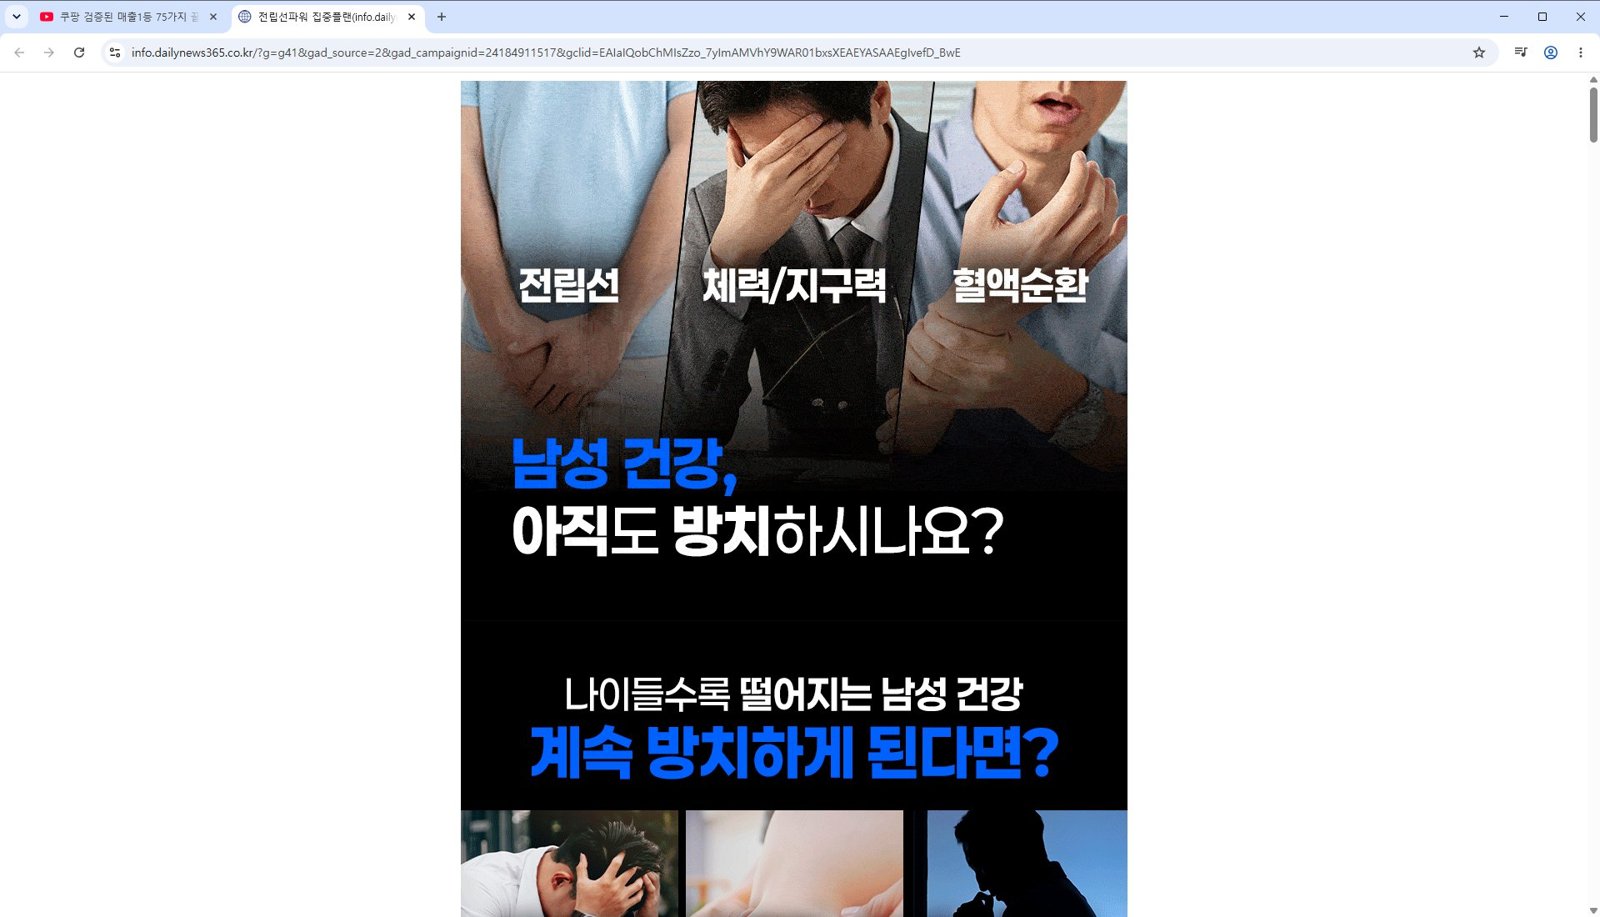 쿠팡 검증된 매출1등 75가지 꿀
전립선파워 집중플랜(info.daily
info.dailynews365.co.kr/?g=g41&gad_source=2&gad_campaignid=24184911517&gclid=EAIaIQobChMIsZzo_7yImAMVhY9WAR01bxsXEAEYASAAEgIvefD_BwE
전립선 체력/지구력 혈액순환
남성 건강,
아직도 방치하시나요?
나이들수록 떨어지는 남성 건강
계속 방치하게 된다면?